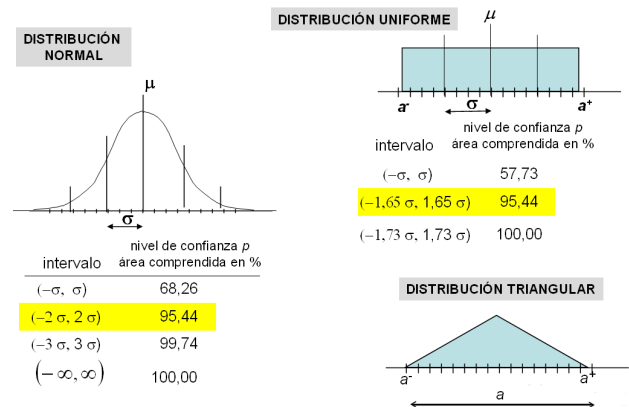 DISTRIBUCIÓN
NORMAL
μ
σ
nivel de confianza p
intervalo área comprendida en %
(−σ, σ) 68,26
(−2 σ, 2 σ) 95,44
(−3 σ, 3 σ) 99,74
(−∞, ∞) 100,00
DISTRIBUCIÓN UNIFORME
μ
a⁻ σ a⁺
nivel de confianza p
intervalo área comprendida en %
(−σ, σ) 57,73
(−1,65 σ, 1,65 σ) 95,44
(−1,73 σ, 1,73 σ) 100,00
DISTRIBUCIÓN TRIANGULAR
a⁻ a⁺
a